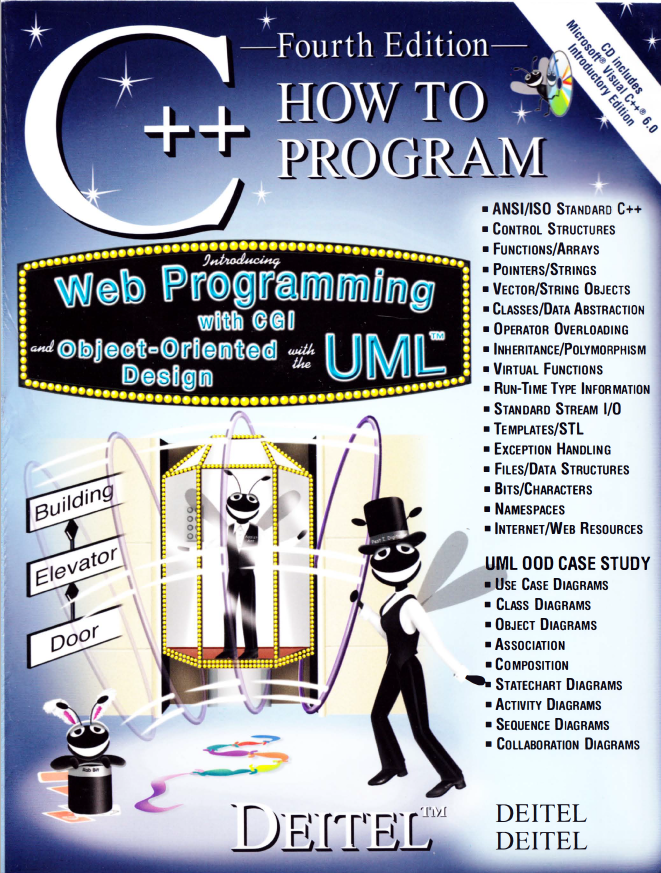 Fourth Edition
C++
HOW TO
PROGRAM
CD Includes
Microsoft® Visual C++® 6.0
Introductory Edition
Introducing
Web Programming
with CGI
and Object-Oriented with the
Design
UML™
ANSI/ISO STANDARD C++
CONTROL STRUCTURES
FUNCTIONS/ARRAYS
POINTERS/STRINGS
VECTOR/STRING OBJECTS
CLASSES/DATA ABSTRACTION
OPERATOR OVERLOADING
INHERITANCE/POLYMORPHISM
VIRTUAL FUNCTIONS
RUN-TIME TYPE INFORMATION
STANDARD STREAM I/O
TEMPLATES/STL
EXCEPTION HANDLING
FILES/DATA STRUCTURES
BITS/CHARACTERS
NAMESPACES
INTERNET/WEB RESOURCES
UML OOD CASE STUDY
USE CASE DIAGRAMS
CLASS DIAGRAMS
OBJECT DIAGRAMS
ASSOCIATION
COMPOSITION
STATECHART DIAGRAMS
ACTIVITY DIAGRAMS
SEQUENCE DIAGRAMS
COLLABORATION DIAGRAMS
Building
Elevator
Door
Rab Bit
DEITEL™
DEITEL
DEITEL